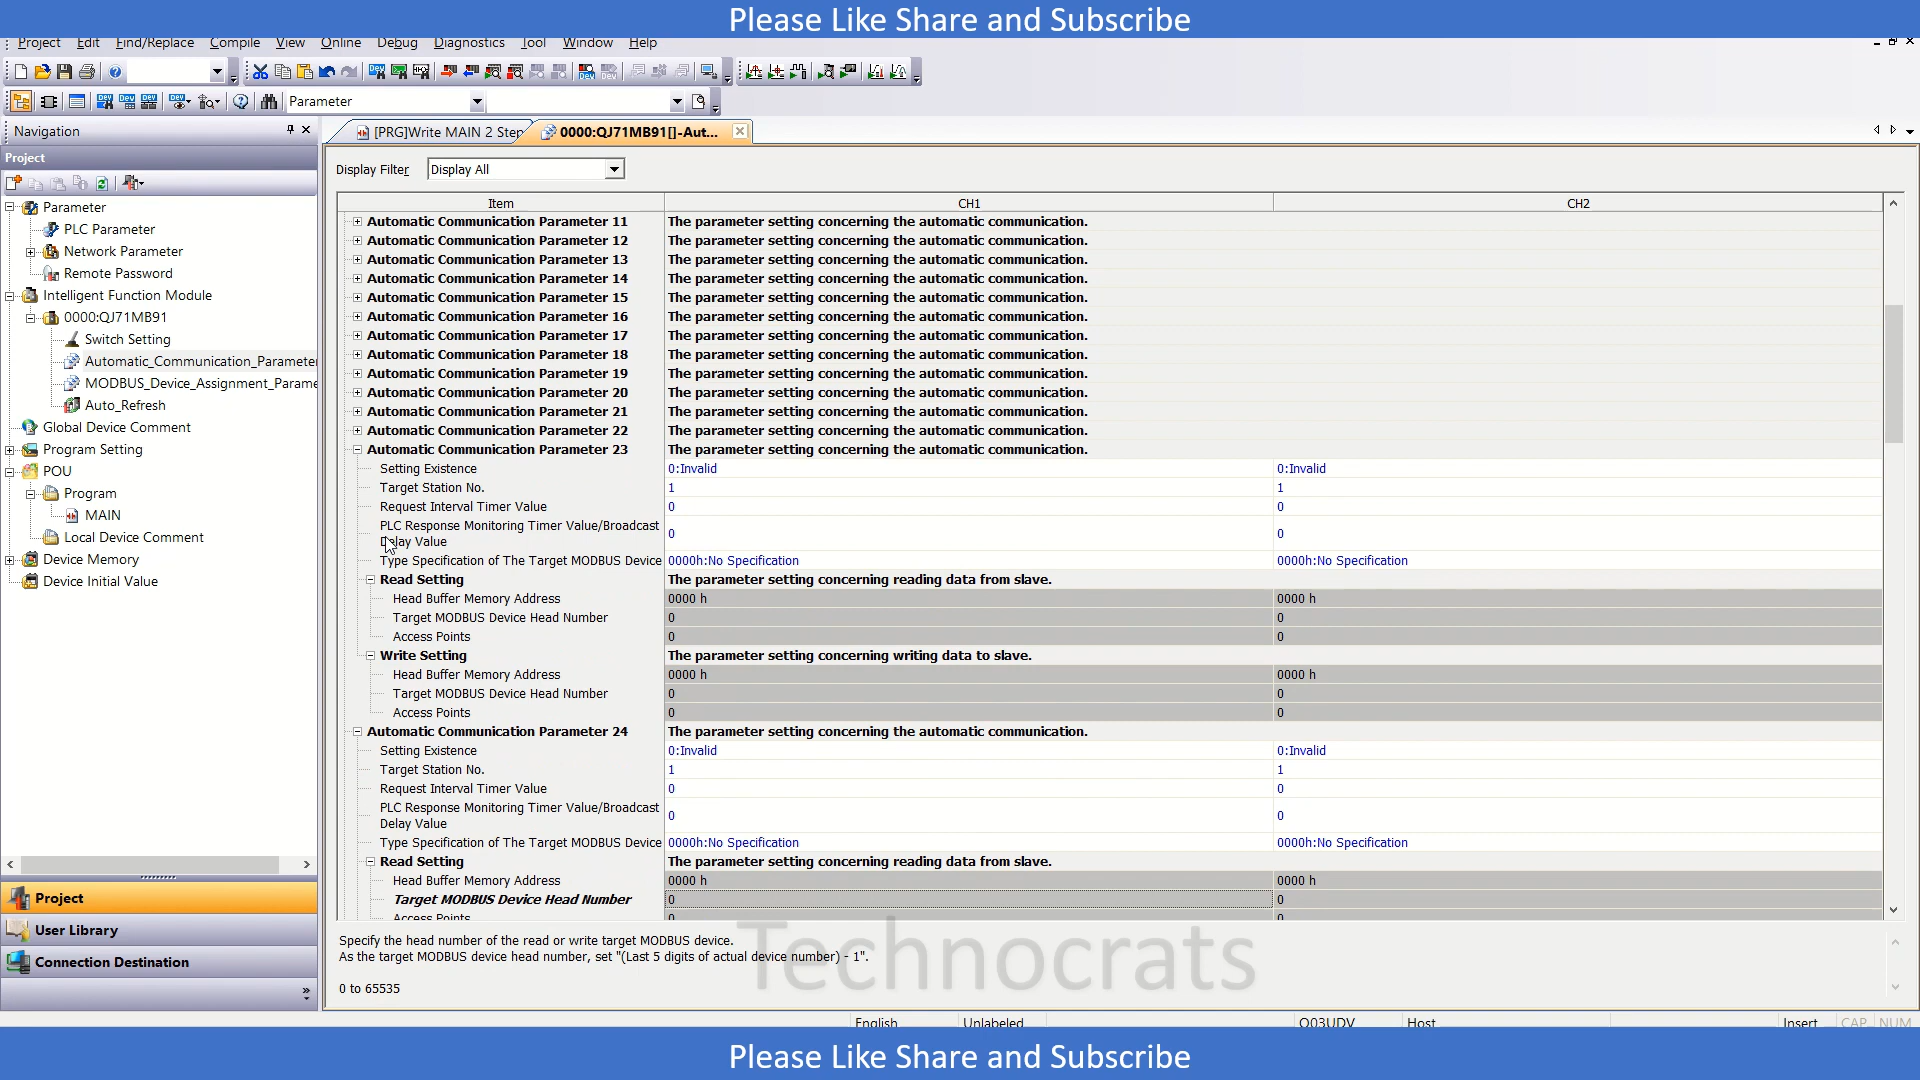 Please Like Share and Subscribe
Project Edit Find/Replace Compile View Online Debug Diagnostics Tool Window Help
Parameter
Navigation
[PRG]Write MAIN 2 Step
0000:QJ71MB91[]-Aut...
Project
Display Filter Display All
Item CH1 CH2
Parameter
PLC Parameter
Network Parameter
Remote Password
Intelligent Function Module
0000:QJ71MB91
Switch Setting
Automatic_Communication_Parameter
MODBUS_Device_Assignment_Parame
Auto_Refresh
Global Device Comment
Program Setting
POU
Program
MAIN
Local Device Comment
Device Memory
Device Initial Value
Project
User Library
Connection Destination
Automatic Communication Parameter 11 The parameter setting concerning the automatic communication.
Automatic Communication Parameter 12 The parameter setting concerning the automatic communication.
Automatic Communication Parameter 13 The parameter setting concerning the automatic communication.
Automatic Communication Parameter 14 The parameter setting concerning the automatic communication.
Automatic Communication Parameter 15 The parameter setting concerning the automatic communication.
Automatic Communication Parameter 16 The parameter setting concerning the automatic communication.
Automatic Communication Parameter 17 The parameter setting concerning the automatic communication.
Automatic Communication Parameter 18 The parameter setting concerning the automatic communication.
Automatic Communication Parameter 19 The parameter setting concerning the automatic communication.
Automatic Communication Parameter 20 The parameter setting concerning the automatic communication.
Automatic Communication Parameter 21 The parameter setting concerning the automatic communication.
Automatic Communication Parameter 22 The parameter setting concerning the automatic communication.
Automatic Communication Parameter 23 The parameter setting concerning the automatic communication.
Setting Existence 0:Invalid 0:Invalid
Target Station No. 1 1
Request Interval Timer Value 0 0
PLC Response Monitoring Timer Value/Broadcast
Delay Value 0 0
Type Specification of The Target MODBUS Device 0000h:No Specification 0000h:No Specification
Read Setting The parameter setting concerning reading data from slave.
Head Buffer Memory Address 0000 h 0000 h
Target MODBUS Device Head Number 0 0
Access Points 0 0
Write Setting The parameter setting concerning writing data to slave.
Head Buffer Memory Address 0000 h 0000 h
Target MODBUS Device Head Number 0 0
Access Points 0 0
Automatic Communication Parameter 24 The parameter setting concerning the automatic communication.
Setting Existence 0:Invalid 0:Invalid
Target Station No. 1 1
Request Interval Timer Value 0 0
PLC Response Monitoring Timer Value/Broadcast
Delay Value 0 0
Type Specification of The Target MODBUS Device 0000h:No Specification 0000h:No Specification
Read Setting The parameter setting concerning reading data from slave.
Head Buffer Memory Address 0000 h 0000 h
Target MODBUS Device Head Number 0 0
Access Points 0 0
Specify the head number of the read or write target MODBUS device.
As the target MODBUS device head number, set "(Last 5 digits of actual device number) - 1".
0 to 65535
Technocrats
English Unlabeled Q03UDV Host Insert CAP NUM
Please Like Share and Subscribe